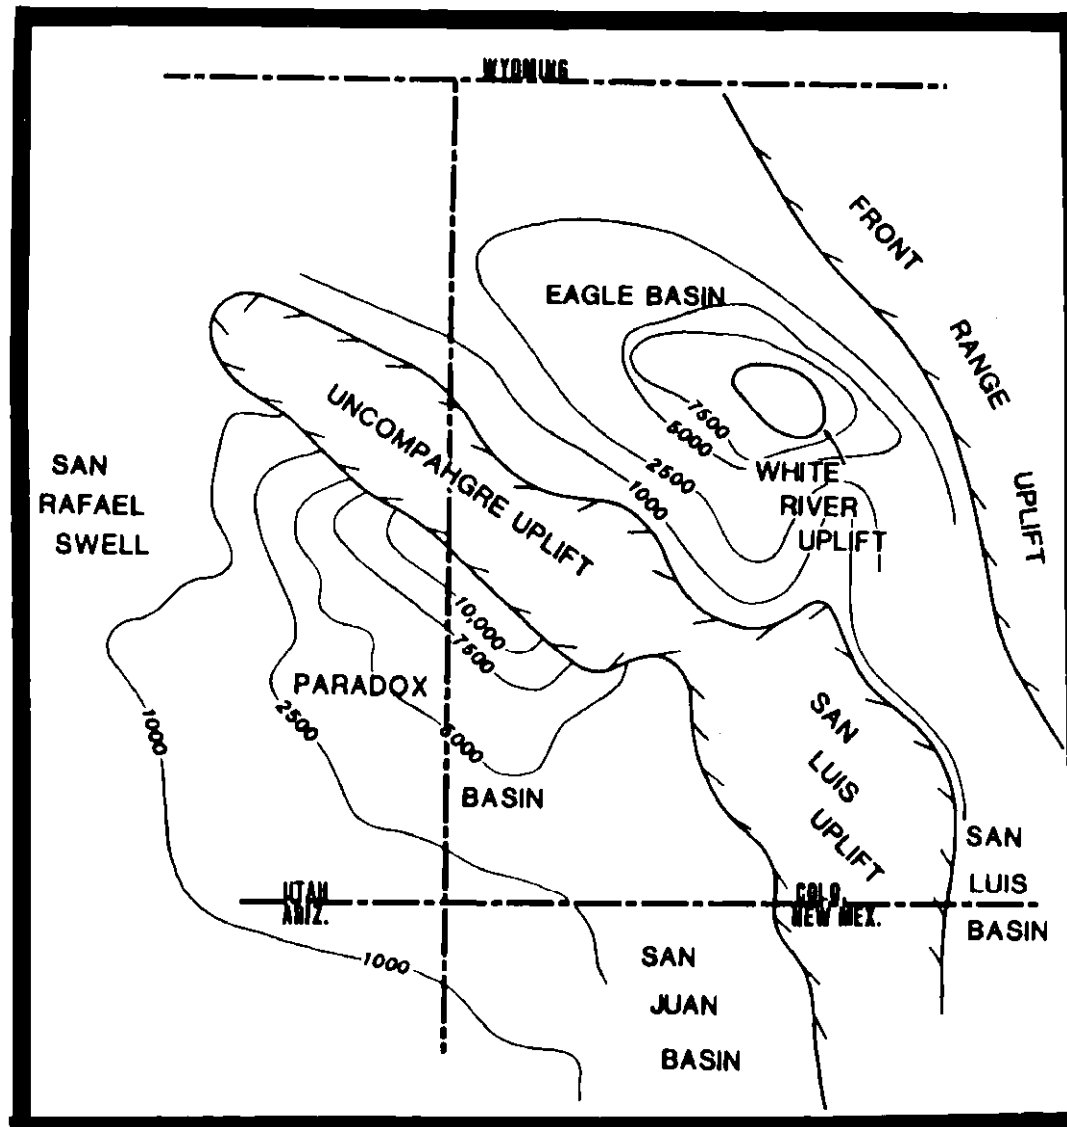 WYOMING
FRONT
RANGE
UPLIFT
EAGLE BASIN
7500
5000
2500
1000
WHITE
RIVER
UPLIFT
UNCOMPAHGRE UPLIFT
SAN
RAFAEL
SWELL
10,000
7500
5000
2500
1000
PARADOX
BASIN
SAN
LUIS
UPLIFT
SAN
LUIS
BASIN
UTAH
ARIZ.
COLO.
NEW MEX.
1000
SAN
JUAN
BASIN